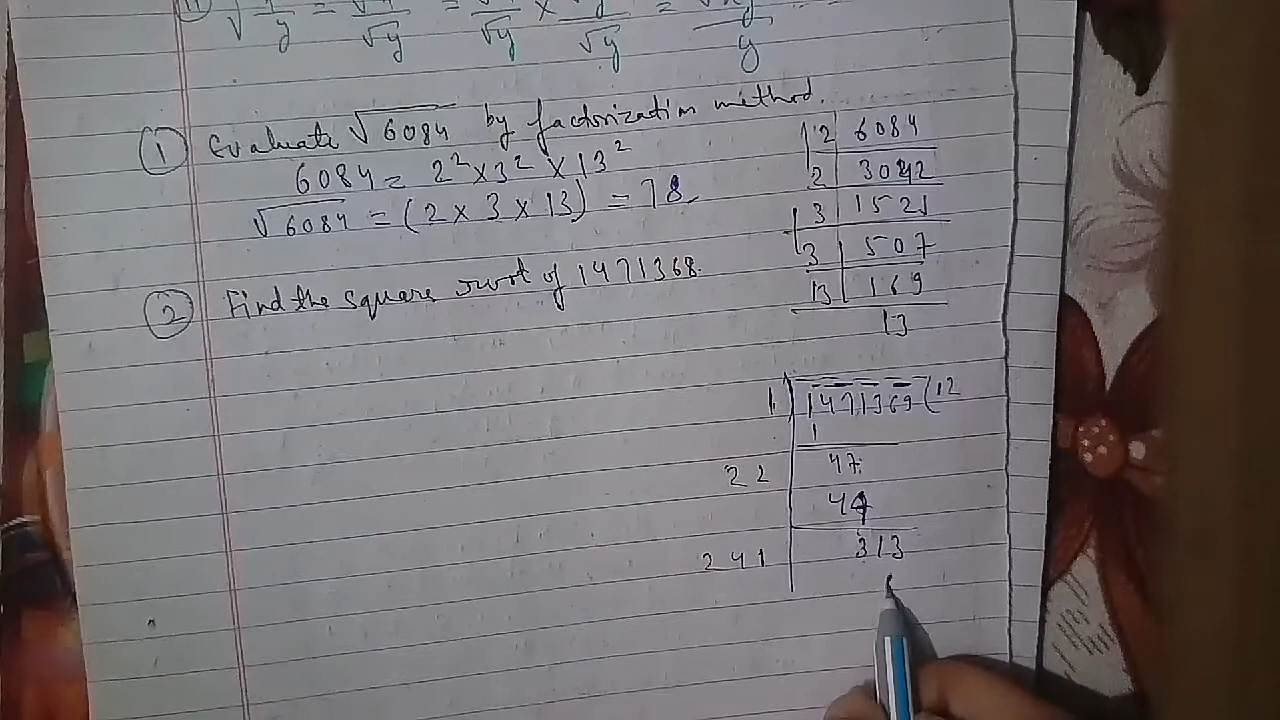 = = × =
√y √y √y y
① Evaluate √6084 by factorization method.
6084 = 2² × 3² × 13²
√6084 = (2 × 3 × 13) = 78
2 | 6084
2 | 3042
3 | 1521
3 | 507
13 | 169
13
② Find the square root of 1471368.
1 ) 1471369 ( 12
1
22 | 47
44
241 | 313